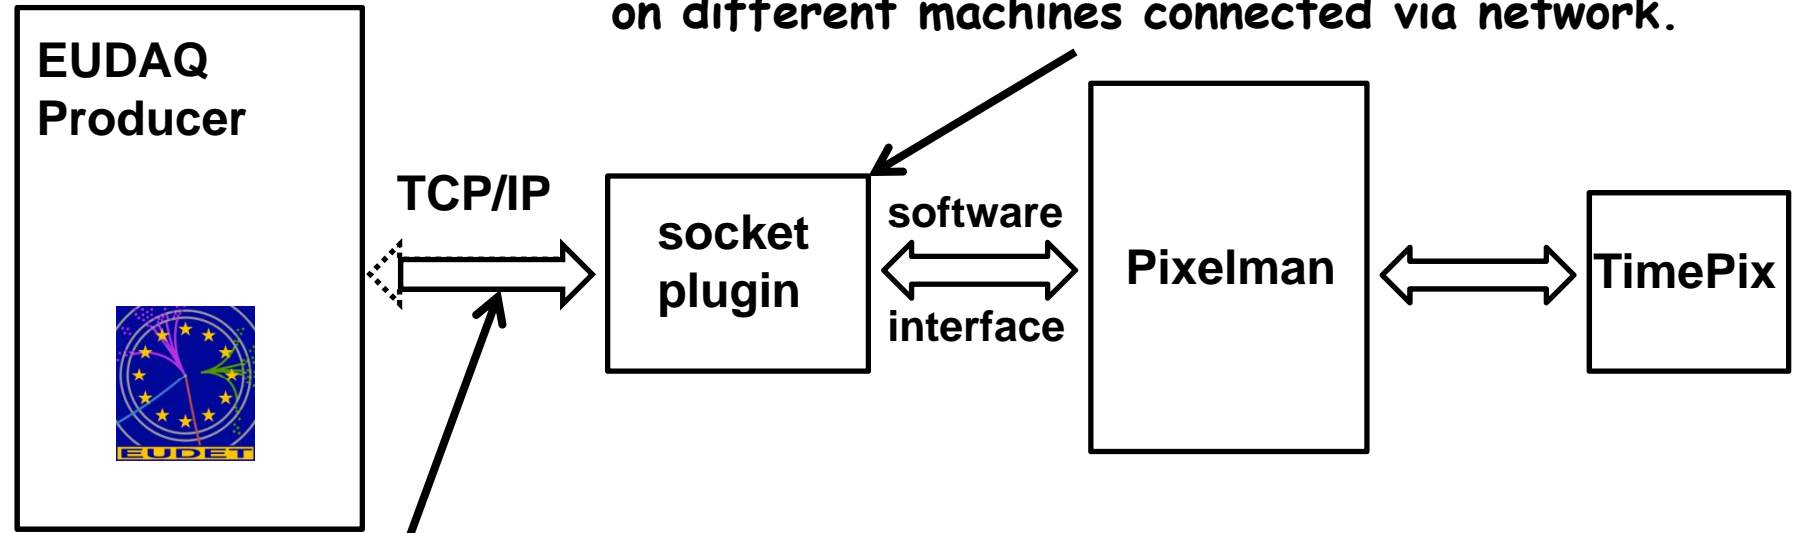 on different machines connected via network.
EUDAQ
Producer
TCP/IP
socket
plugin
software
interface
Pixelman
TimePix
EUDET